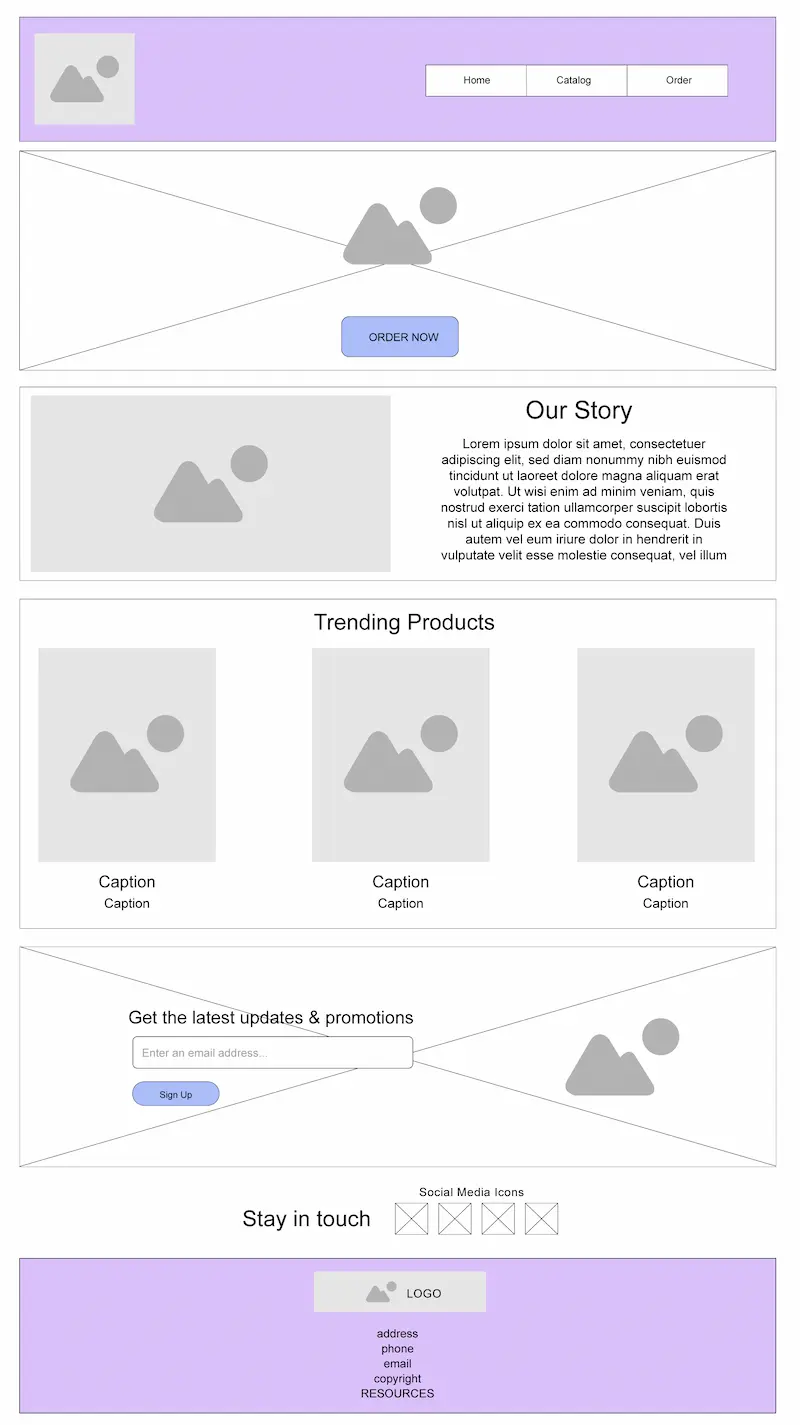 Home
Catalog
Order
ORDER NOW
Our Story
Lorem ipsum dolor sit amet, consectetuer
adipiscing elit, sed diam nonummy nibh euismod
tincidunt ut laoreet dolore magna aliquam erat
volutpat. Ut wisi enim ad minim veniam, quis
nostrud exerci tation ullamcorper suscipit lobortis
nisl ut aliquip ex ea commodo consequat. Duis
autem vel eum iriure dolor in hendrerit in
vulputate velit esse molestie consequat, vel illum
Trending Products
Caption
Caption
Caption
Caption
Caption
Caption
Get the latest updates & promotions
Enter an email address...
Sign Up
Social Media Icons
Stay in touch
LOGO
address
phone
email
copyright
RESOURCES